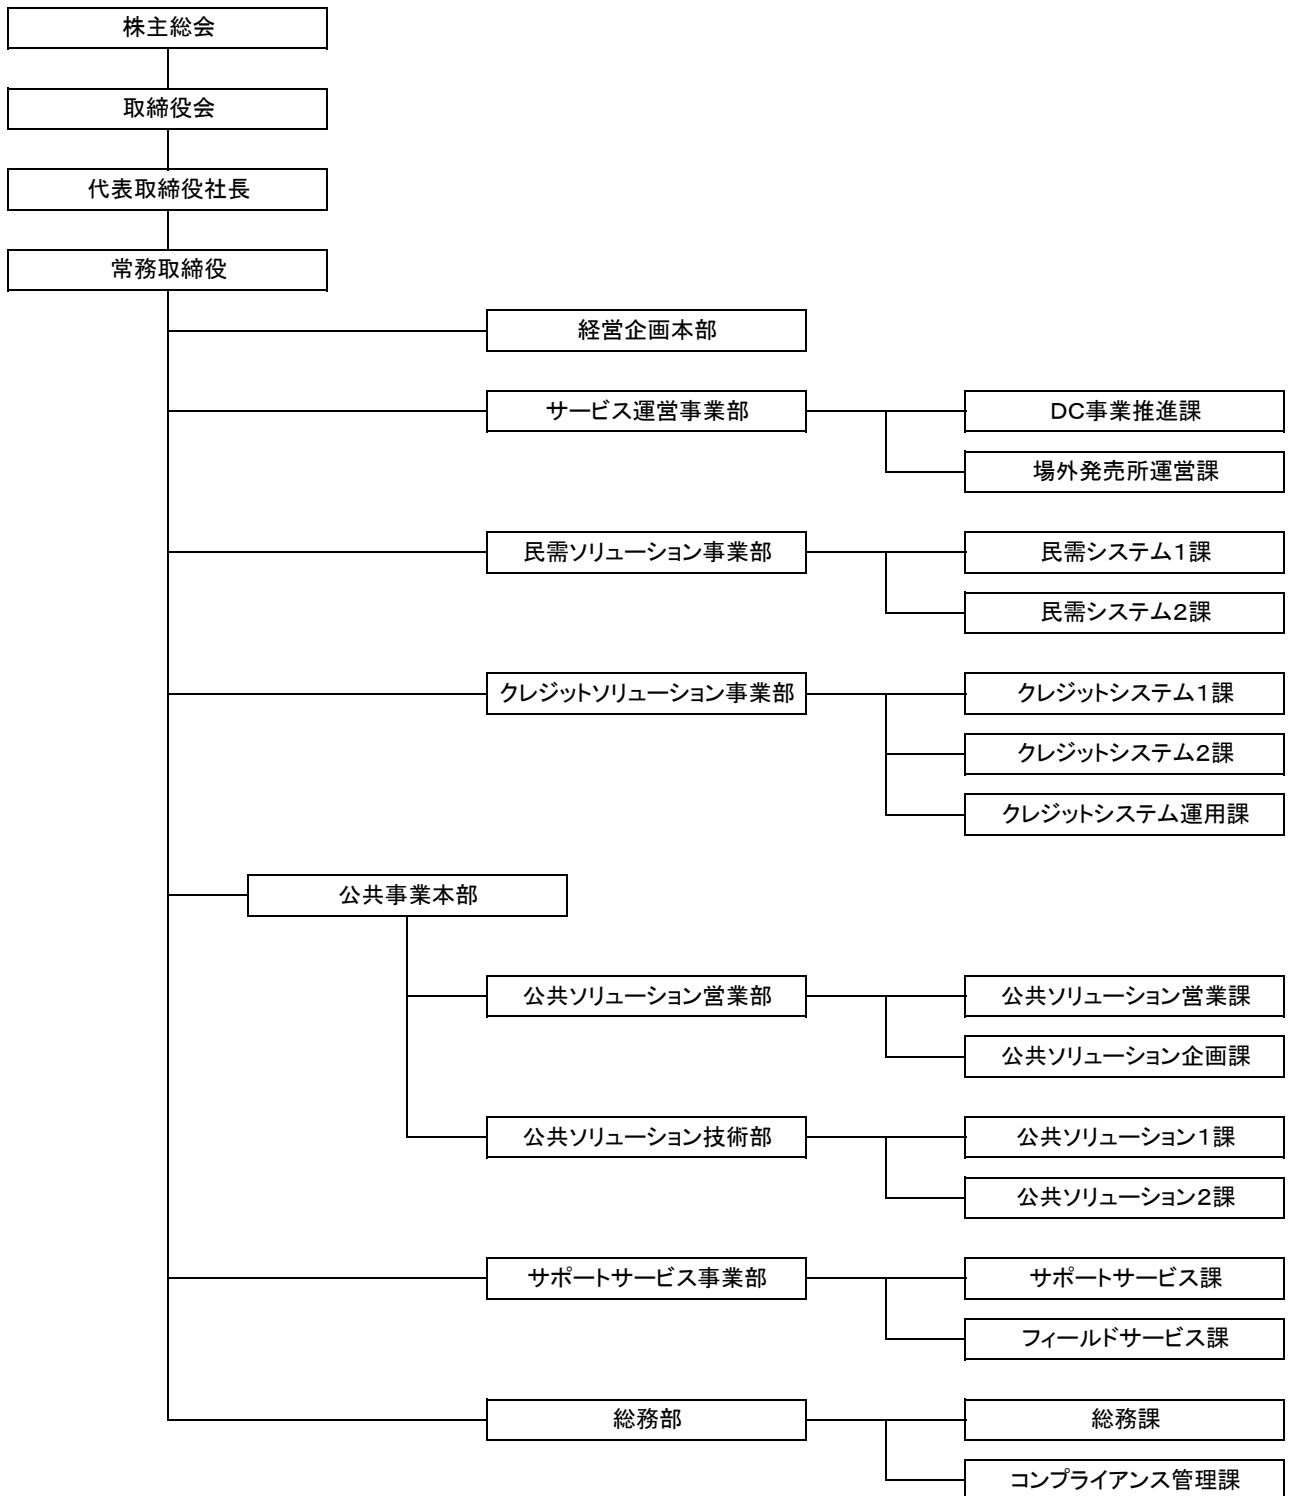 株主総会
取締役会
代表取締役社長
常務取締役
経営企画本部
サービス運営事業部
DC事業推進課
場外発売所運営課
民需ソリューション事業部
民需システム1課
民需システム2課
クレジットソリューション事業部
クレジットシステム1課
クレジットシステム2課
クレジットシステム運用課
公共事業本部
公共ソリューション営業部
公共ソリューション営業課
公共ソリューション企画課
公共ソリューション技術部
公共ソリューション1課
公共ソリューション2課
サポートサービス事業部
サポートサービス課
フィールドサービス課
総務部
総務課
コンプライアンス管理課